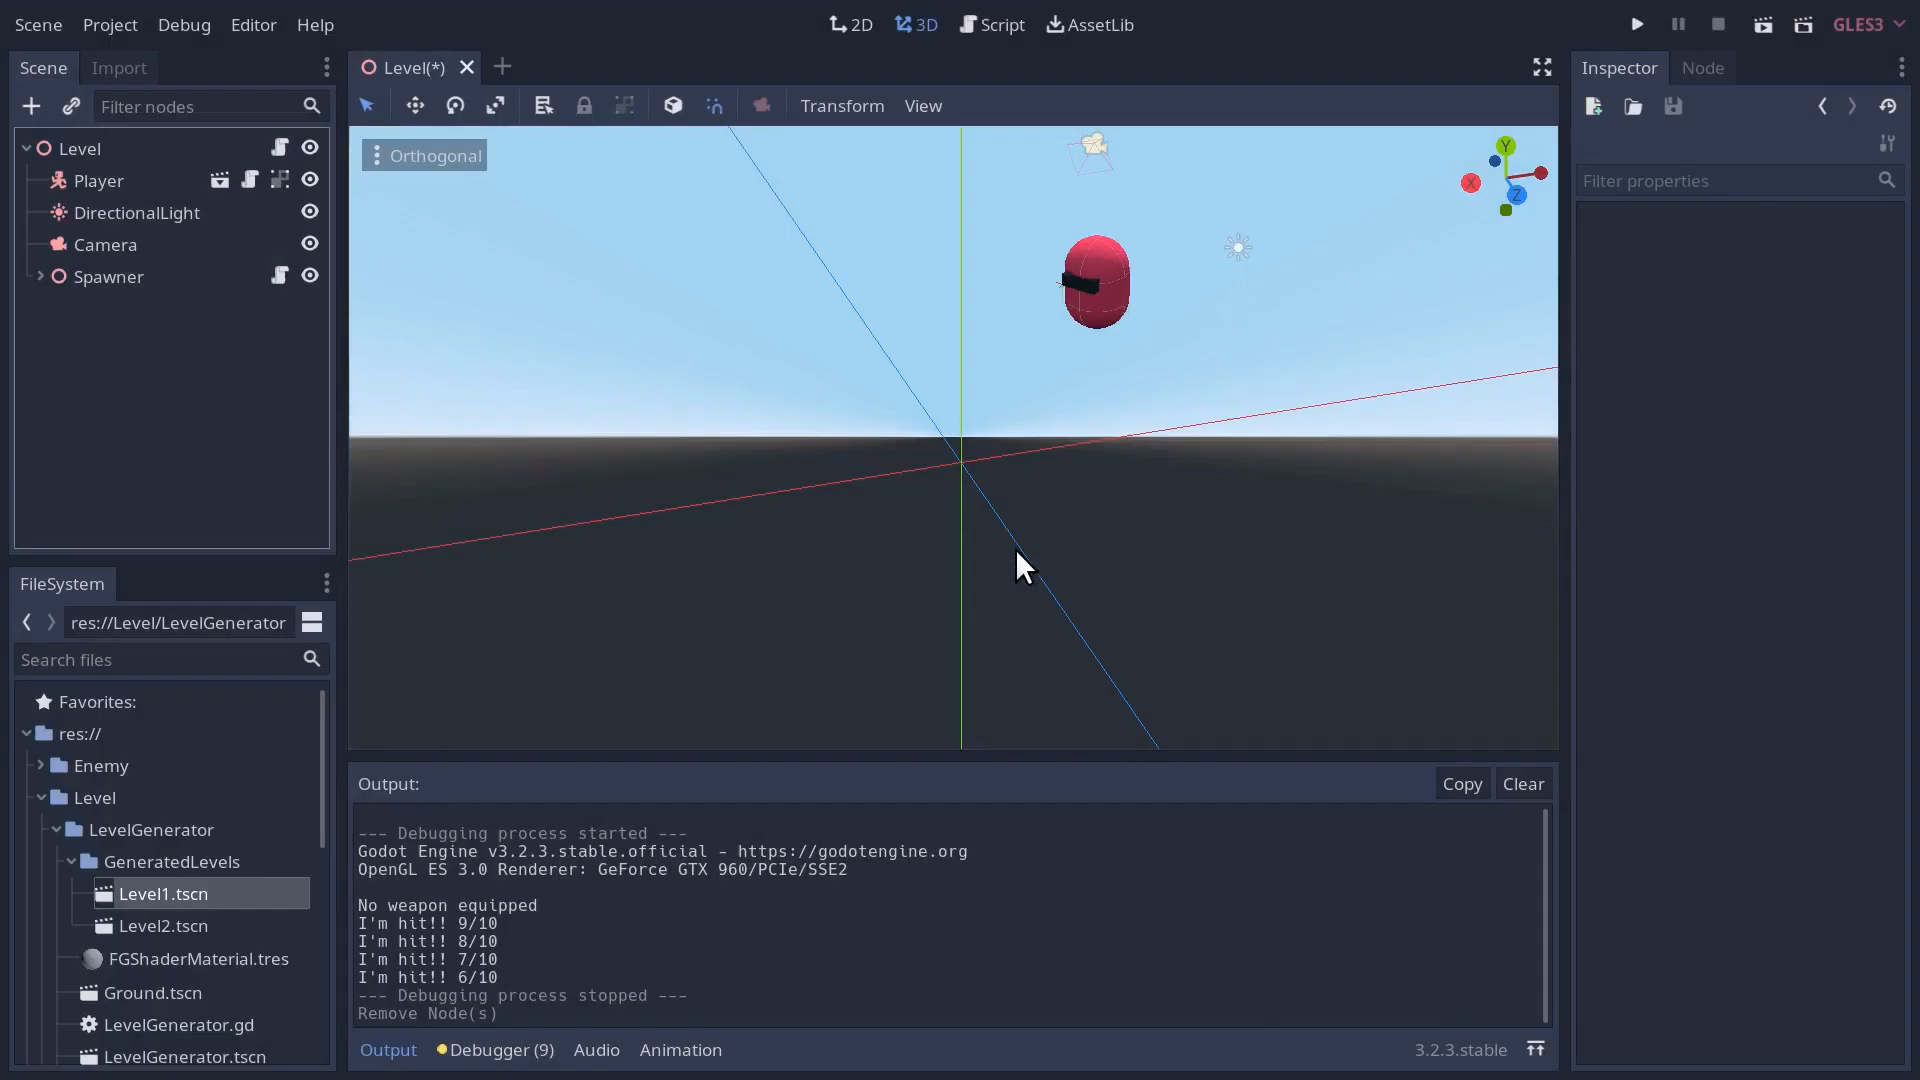 Scene Project Debug Editor Help
2D 3D Script AssetLib
GLES3
Scene Import
Level(*)
Inspector Node
Filter nodes
Transform View
Level
Player
DirectionalLight
Camera
Spawner
Orthogonal
Y
X
Z
Filter properties
FileSystem
res://Level/LevelGenerator
Search files
Favorites:
res://
Enemy
Level
LevelGenerator
GeneratedLevels
Level1.tscn
Level2.tscn
FGShaderMaterial.tres
Ground.tscn
LevelGenerator.gd
LevelGenerator.tscn
Output:
Copy Clear
--- Debugging process started ---
Godot Engine v3.2.3.stable.official - https://godotengine.org
OpenGL ES 3.0 Renderer: GeForce GTX 960/PCIe/SSE2
No weapon equipped
I'm hit!! 9/10
I'm hit!! 8/10
I'm hit!! 7/10
I'm hit!! 6/10
--- Debugging process stopped ---
Remove Node(s)
Output Debugger (9) Audio Animation
3.2.3.stable